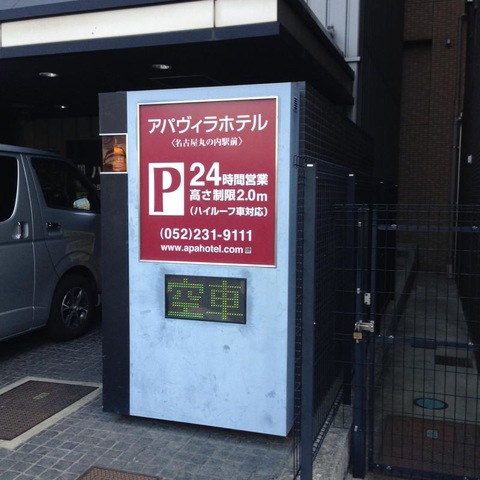 アパヴィラホテル
〈名古屋丸の内駅前〉
P
24時間営業
高さ制限2.0m
(ハイルーフ車対応)
(052)231-9111
www.apahotel.com
空車